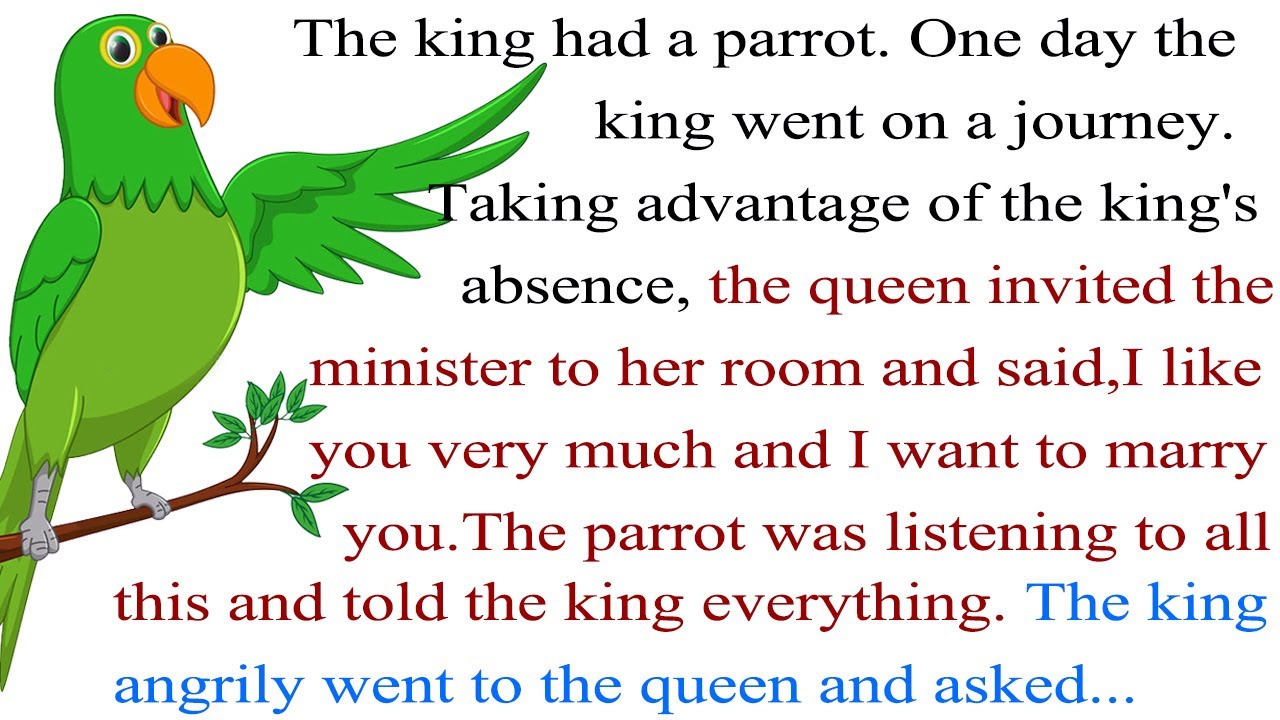 The king had a parrot. One day the
king went on a journey.
Taking advantage of the king's
absence, the queen invited the
minister to her room and said,I like
you very much and I want to marry
you.The parrot was listening to all
this and told the king everything. The king
angrily went to the queen and asked...